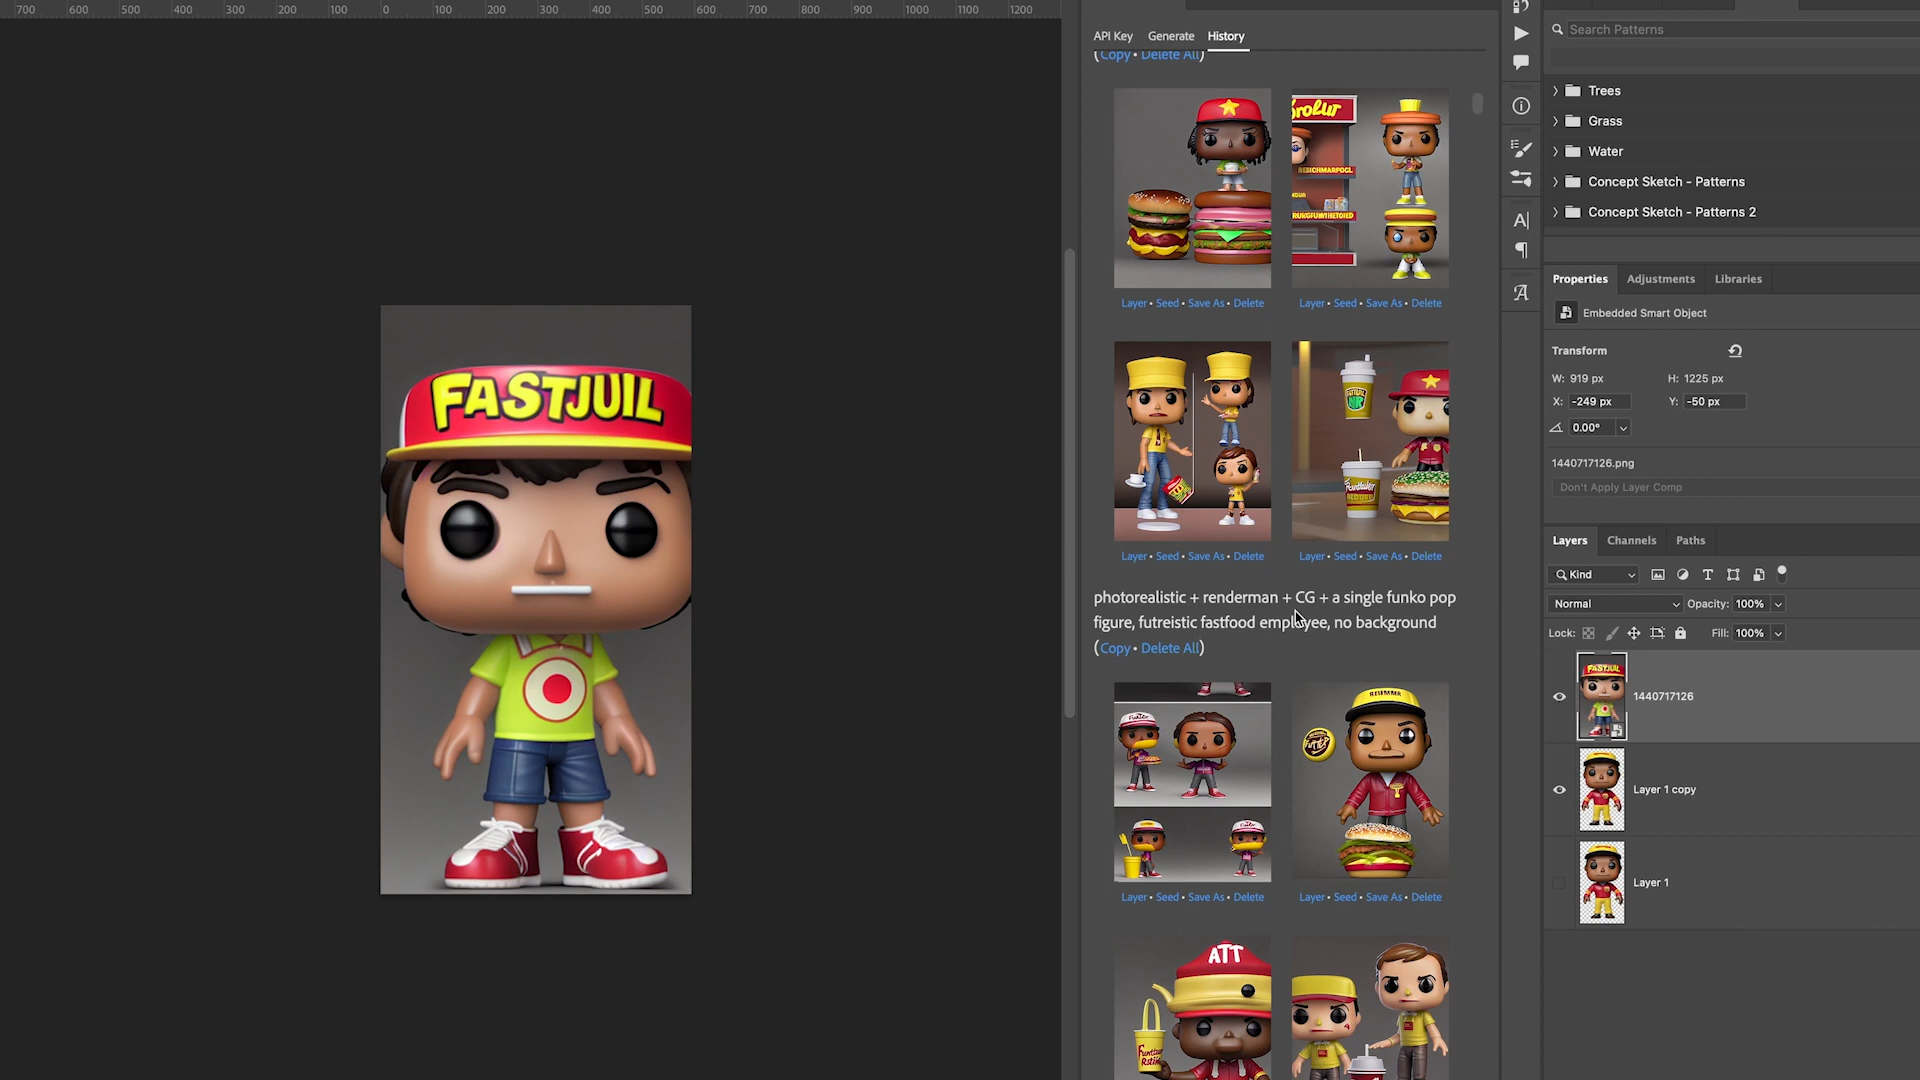 700 600 500 400 300 200 100 0 100 200 300 400 500 600 700 800 900 1000 1100 1200
API Key Generate History
(Copy • Delete All)
Layer • Seed • Save As • Delete
Layer • Seed • Save As • Delete
Layer • Seed • Save As • Delete
Layer • Seed • Save As • Delete
photorealistic + renderman + CG + a single funko pop
figure, futreistic fastfood employee, no background
(Copy • Delete All)
Layer • Seed • Save As • Delete
Layer • Seed • Save As • Delete
ATT
FASTJUIL
Search Patterns
Trees
Grass
Water
Concept Sketch - Patterns
Concept Sketch - Patterns 2
Properties Adjustments Libraries
Embedded Smart Object
Transform
W: 919 px H: 1225 px
X: -249 px Y: -50 px
0.00°
1440717126.png
Don't Apply Layer Comp
Layers Channels Paths
Kind
Normal Opacity: 100%
Lock: Fill: 100%
1440717126
Layer 1 copy
Layer 1